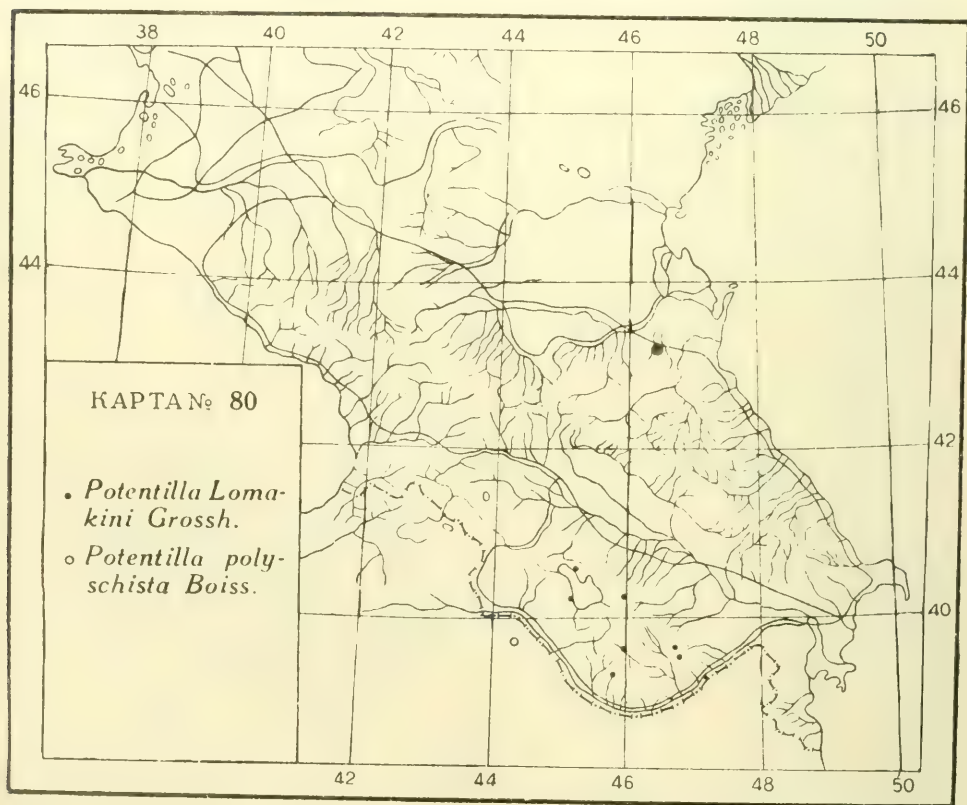 38 40 42 44 46 48 50
46 46
44 44
КАРТА № 80
42
• Potentilla Loma-
kini Grossh.
○ Potentilla poly-
schista Boiss.
40
42 44 46 48 50